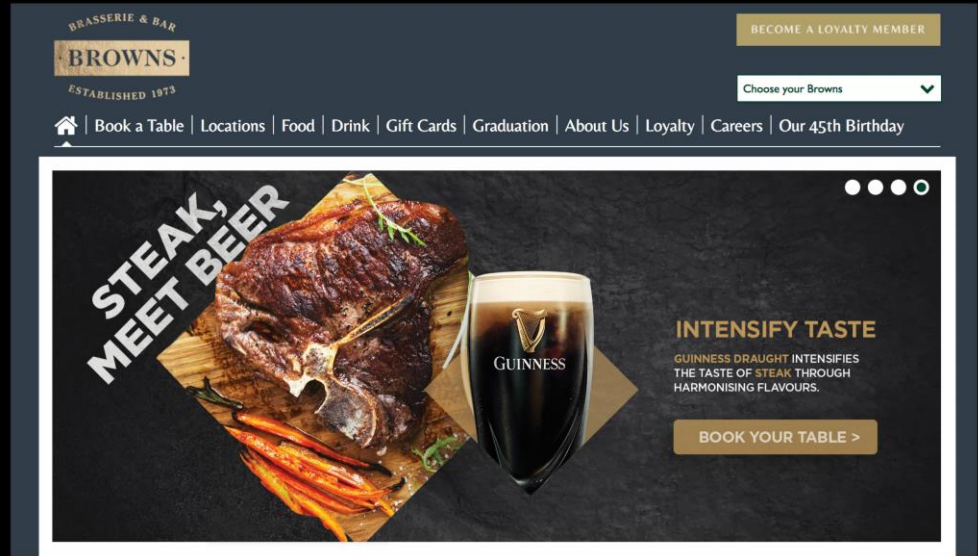 BRASSERIE & BAR
· BROWNS ·
ESTABLISHED 1973
BECOME A LOYALTY MEMBER
Choose your Browns
Book a Table | Locations | Food | Drink | Gift Cards | Graduation | About Us | Loyalty | Careers | Our 45th Birthday
STEAK,
MEET BEER
GUINNESS
INTENSIFY TASTE
GUINNESS DRAUGHT INTENSIFIES
THE TASTE OF STEAK THROUGH
HARMONISING FLAVOURS.
BOOK YOUR TABLE >